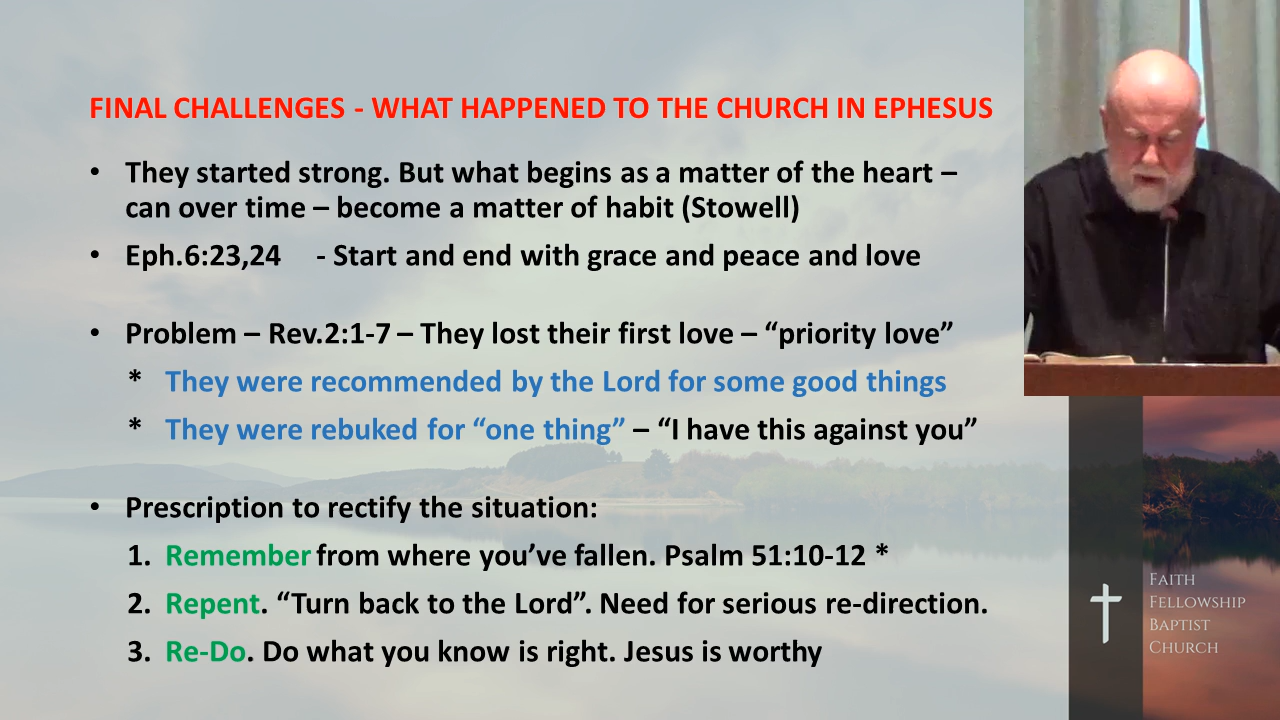 FINAL CHALLENGES - WHAT HAPPENED TO THE CHURCH IN EPHESUS
• They started strong. But what begins as a matter of the heart –
can over time – become a matter of habit (Stowell)
• Eph.6:23,24 - Start and end with grace and peace and love
• Problem – Rev.2:1-7 – They lost their first love – “priority love”
* They were recommended by the Lord for some good things
* They were rebuked for “one thing” – “I have this against you”
• Prescription to rectify the situation:
1. Remember from where you’ve fallen. Psalm 51:10-12 *
2. Repent. “Turn back to the Lord”. Need for serious re-direction.
3. Re-Do. Do what you know is right. Jesus is worthy
FAITH
FELLOWSHIP
BAPTIST
CHURCH